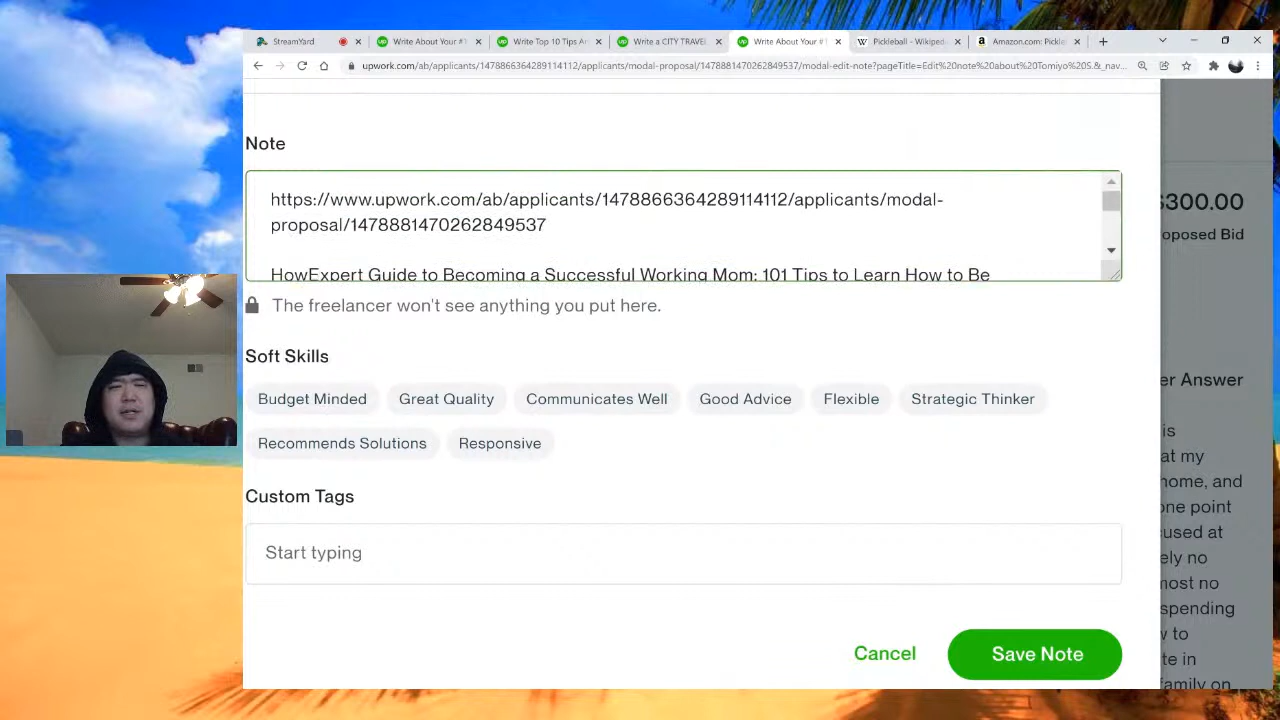 StreamYard
Write About Your #1
Write Top 10 Tips Ar
Write a CITY TRAVEL
Write About Your #1
Pickleball - Wikiped
Amazon.com: Pickle
upwork.com/ab/applicants/1478866364289114112/applicants/modal-proposal/1478881470262849537/modal-edit-note?pageTitle=Edit%20note%20about%20Tomiyo%20S.&_nav...
Note
https://www.upwork.com/ab/applicants/1478866364289114112/applicants/modal-
proposal/1478881470262849537
HowExpert Guide to Becoming a Successful Working Mom: 101 Tips to Learn How to Be
The freelancer won't see anything you put here.
Soft Skills
Budget Minded
Great Quality
Communicates Well
Good Advice
Flexible
Strategic Thinker
Recommends Solutions
Responsive
Custom Tags
Start typing
Cancel
Save Note
$300.00
oposed Bid
er Answer
is
at my
home, and
one point
cused at
ely no
most no
spending
w to
te in
family on